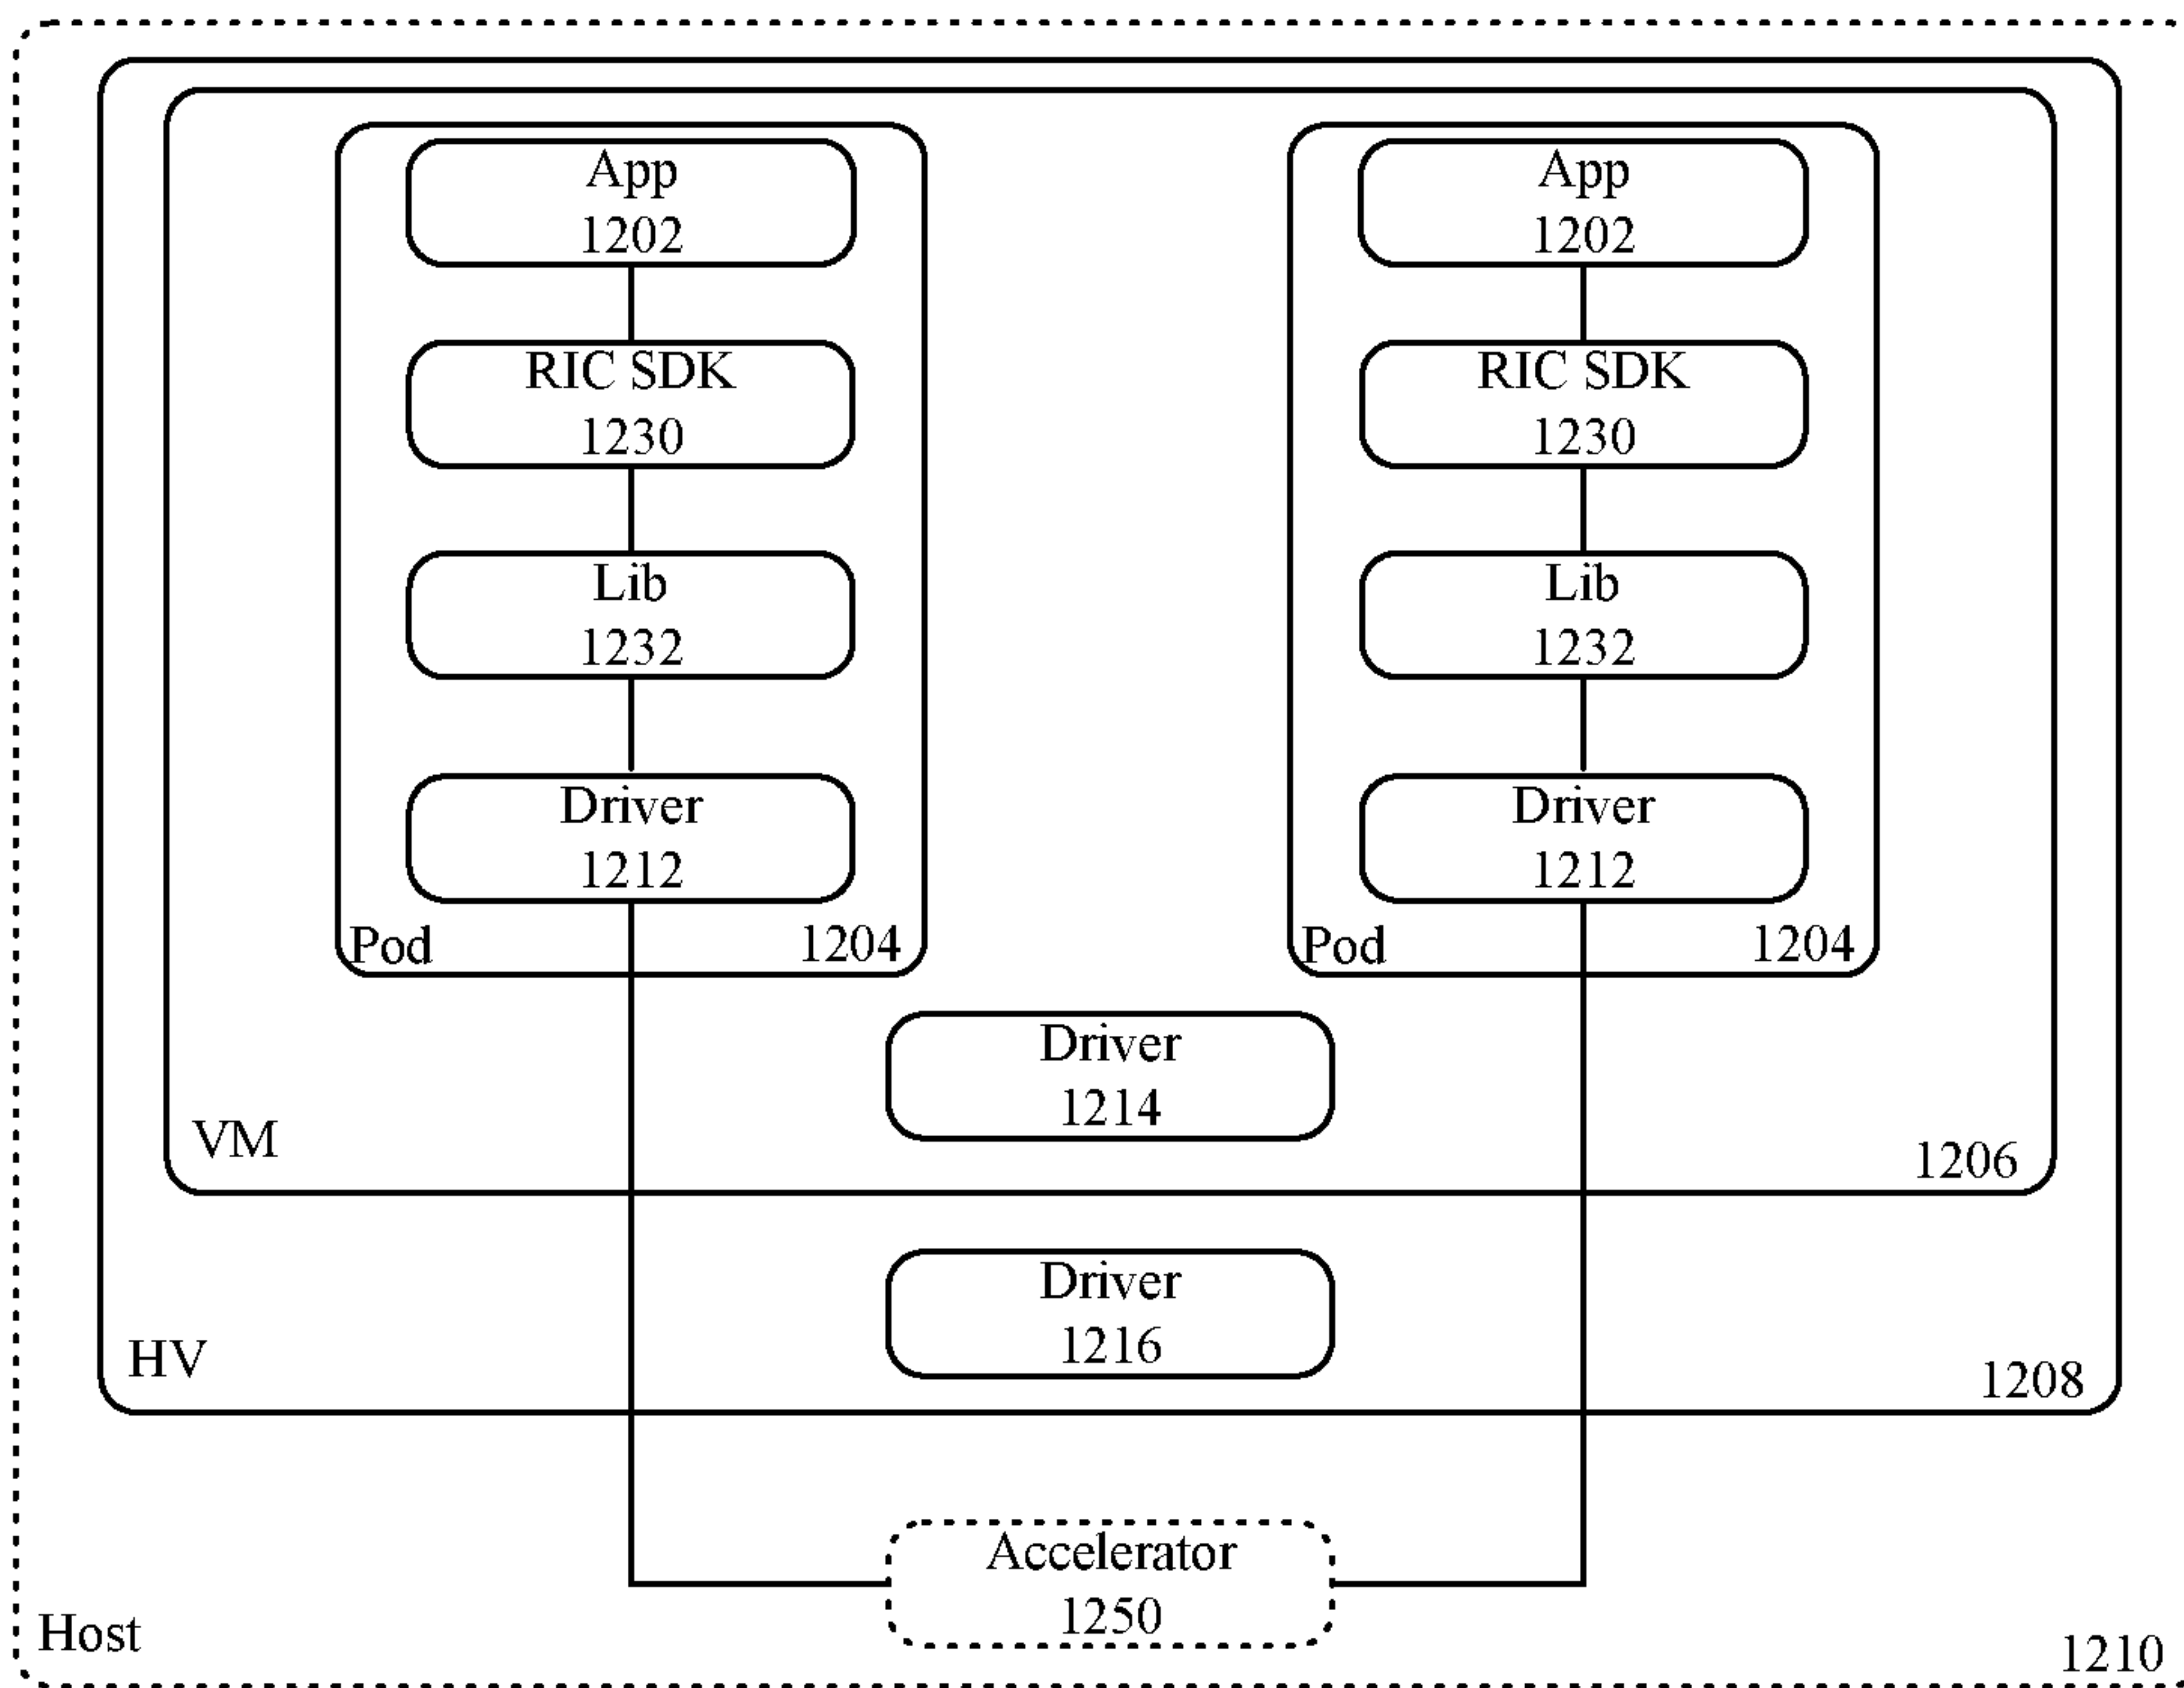 App
1202
RIC SDK
1230
Lib
1232
Driver
1212
Pod 1204
App
1202
RIC SDK
1230
Lib
1232
Driver
1212
Pod 1204
Driver
1214
VM
1206
Driver
1216
HV
1208
Accelerator
1250
Host
1210